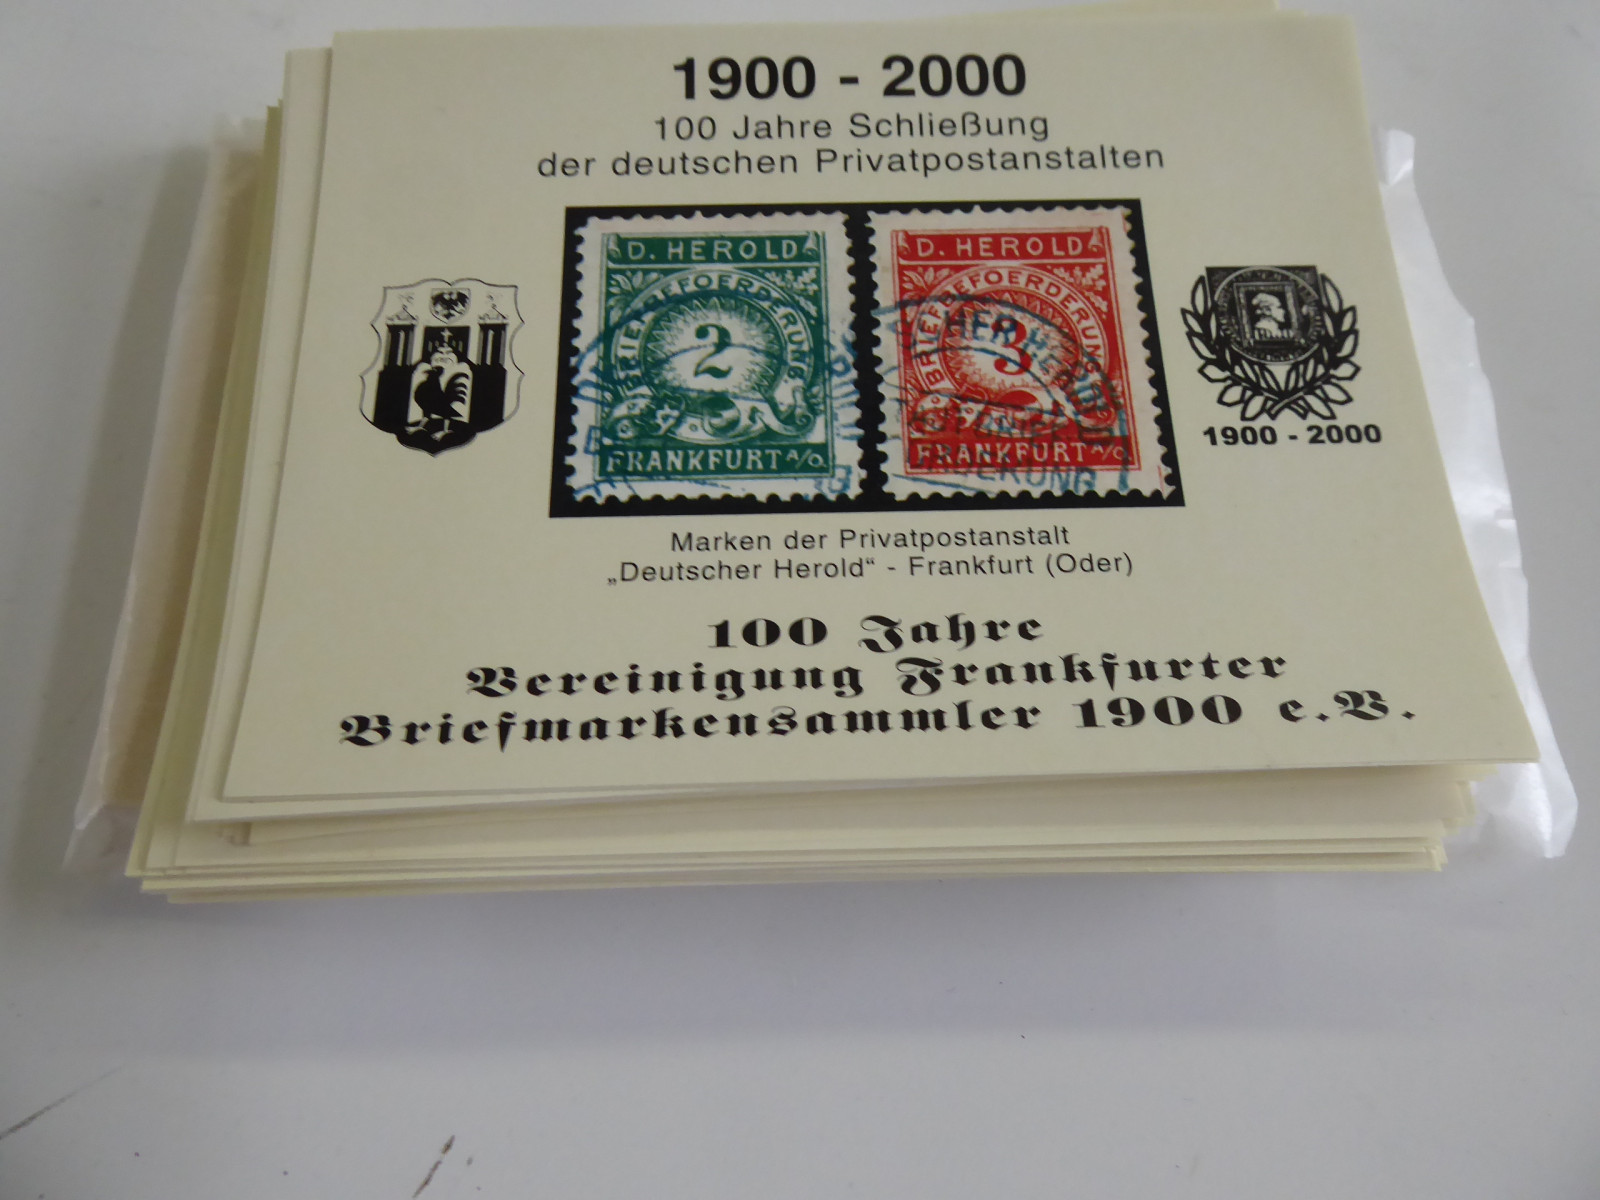 1900 - 2000
100 Jahre Schließung
der deutschen Privatpostanstalten
D. HEROLD
BRIEFBEFOERDERUNG
2
FRANKFURT A/O.
D. HEROLD
BRIEFBEFOERDERUNG
3
FRANKFURT A/O.
1900 - 2000
Marken der Privatpostanstalt
„Deutscher Herold“ - Frankfurt (Oder)
100 Jahre
Vereinigung Frankfurter
Briefmarkensammler 1900 e.V.